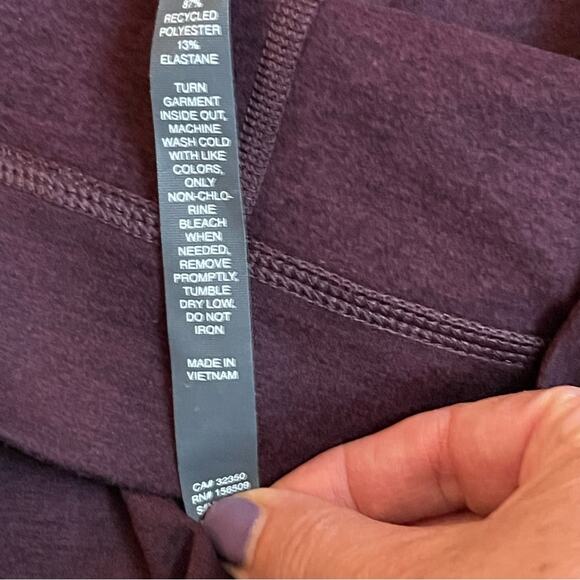 87%
RECYCLED
POLYESTER
13%
ELASTANE
TURN
GARMENT
INSIDE OUT,
MACHINE
WASH COLD
WITH LIKE
COLORS,
ONLY
NON-CHLO-
RINE
BLEACH
WHEN
NEEDED,
REMOVE
PROMPTLY,
TUMBLE
DRY LOW.
DO NOT
IRON.
MADE IN
VIETNAM
CA# 32350
RN# 156509